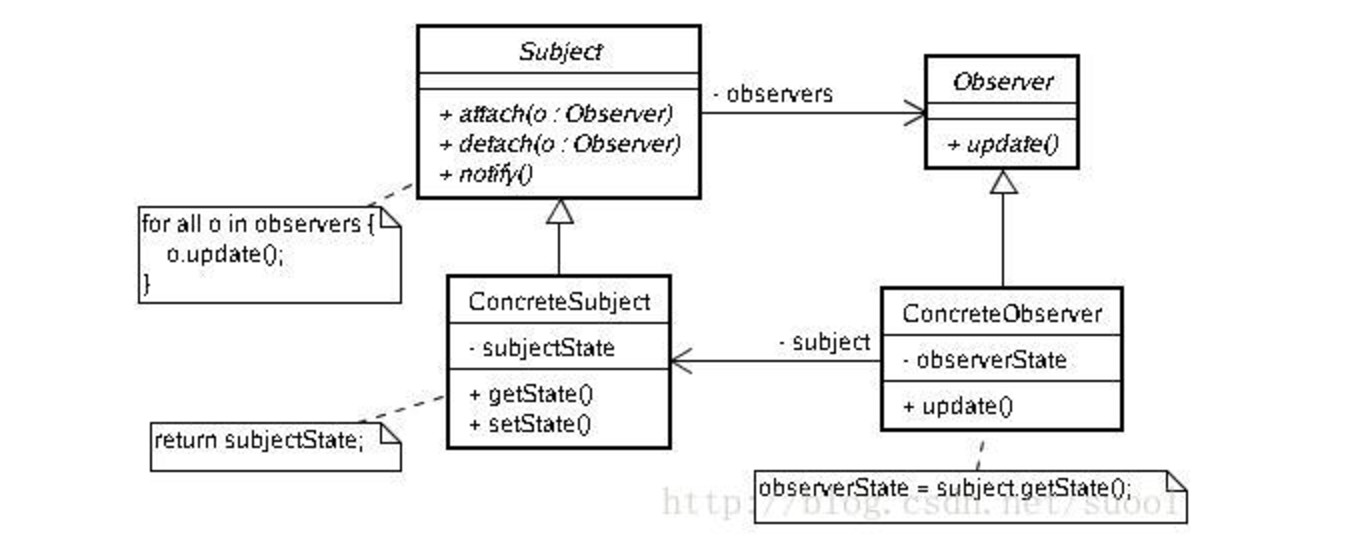 Subject
+ attach(o : Observer)
+ detach(o : Observer)
+ notify()
- observers
Observer
+ update()
for all o in observers {
o.update();
}
ConcreteSubject
- subjectState
+ getState()
+ setState()
- subject
ConcreteObserver
- observerState
+ update()
return subjectState;
observerState = subject.getState();
http://blog.csdn.net/suool